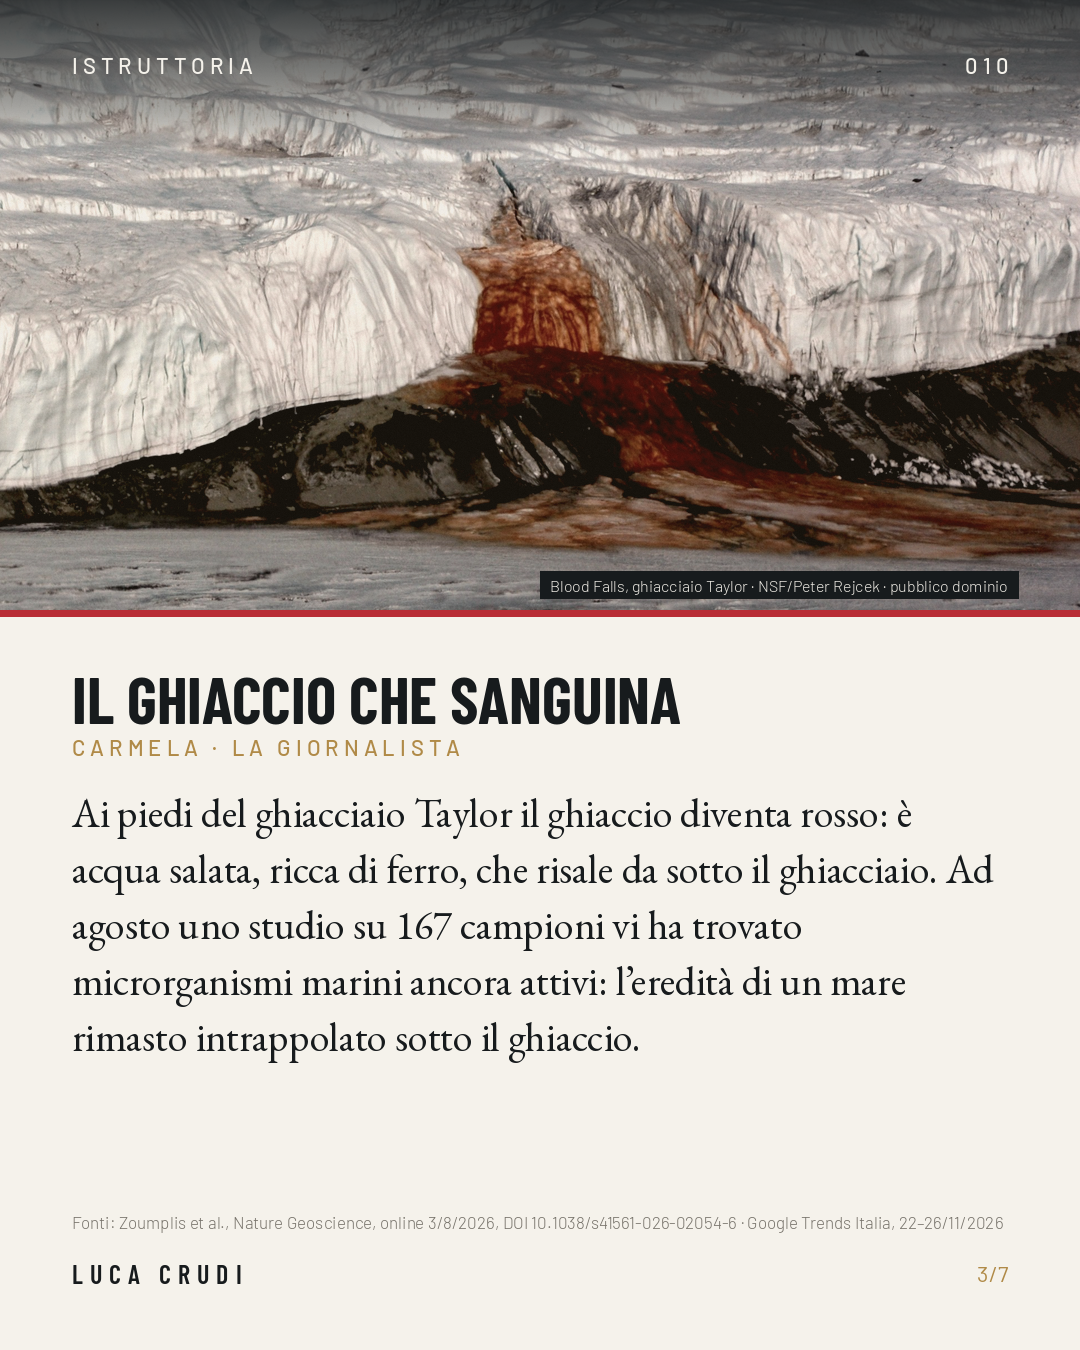 ISTRUTTORIA
010
Blood Falls, ghiacciaio Taylor · NSF/Peter Rejcek · pubblico dominio
IL GHIACCIO CHE SANGUINA
CARMELA · LA GIORNALISTA
Ai piedi del ghiacciaio Taylor il ghiaccio diventa rosso: è
acqua salata, ricca di ferro, che risale da sotto il ghiacciaio. Ad
agosto uno studio su 167 campioni vi ha trovato
microrganismi marini ancora attivi: l’eredità di un mare
rimasto intrappolato sotto il ghiaccio.
Fonti: Zoumplis et al., Nature Geoscience, online 3/8/2026, DOI 10.1038/s41561-026-02054-6 · Google Trends Italia, 22–26/11/2026
LUCA CRUDI
3/7